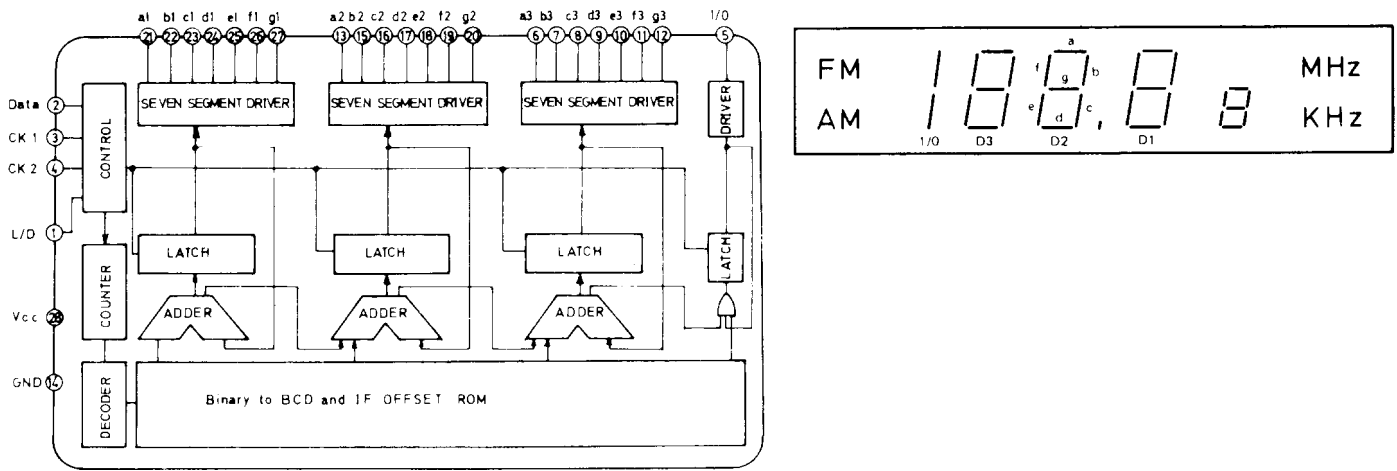 a1 b1 c1 d1 e1 f1 g1 a2 b2 c2 d2 e2 f2 g2 a3 b3 c3 d3 e3 f3 g3 I/O
21 22 23 24 25 26 27 13 15 16 17 18 19 20 6 7 8 9 10 11 12 5
SEVEN SEGMENT DRIVER SEVEN SEGMENT DRIVER SEVEN SEGMENT DRIVER
DRIVER
Data 2
CK 1 3
CK 2 4
L/D 1
CONTROL
LATCH LATCH LATCH LATCH
ADDER ADDER ADDER
COUNTER
Vcc 28
GND 14
DECODER
Binary to BCD and IF OFFSET ROM
FM 188.8 MHz
AM 8 KHz
a
f b
g
e c
d
1/0 D3 D2 D1